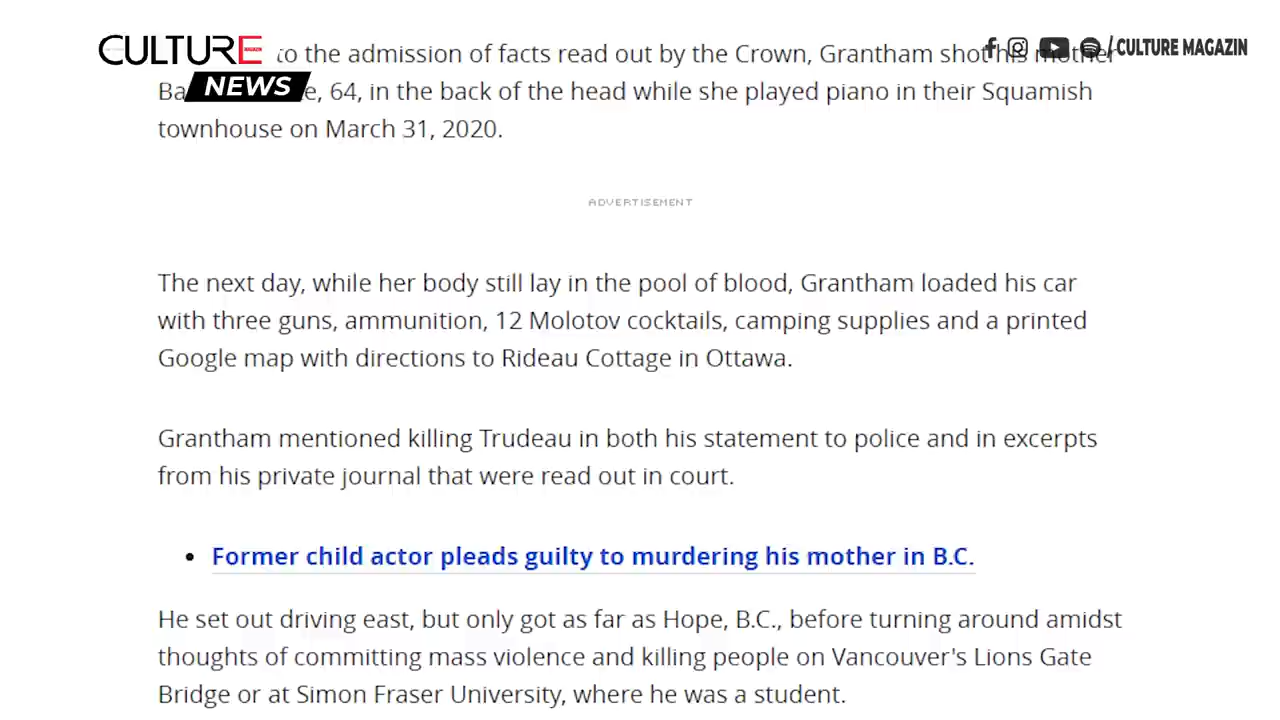 CULTURE
NEWS
/ CULTURE MAGAZIN
to the admission of facts read out by the Crown, Grantham shot his mother
64, in the back of the head while she played piano in their Squamish
townhouse on March 31, 2020.
ADVERTISEMENT
The next day, while her body still lay in the pool of blood, Grantham loaded his car
with three guns, ammunition, 12 Molotov cocktails, camping supplies and a printed
Google map with directions to Rideau Cottage in Ottawa.
Grantham mentioned killing Trudeau in both his statement to police and in excerpts
from his private journal that were read out in court.
• Former child actor pleads guilty to murdering his mother in B.C.
He set out driving east, but only got as far as Hope, B.C., before turning around amidst
thoughts of committing mass violence and killing people on Vancouver's Lions Gate
Bridge or at Simon Fraser University, where he was a student.